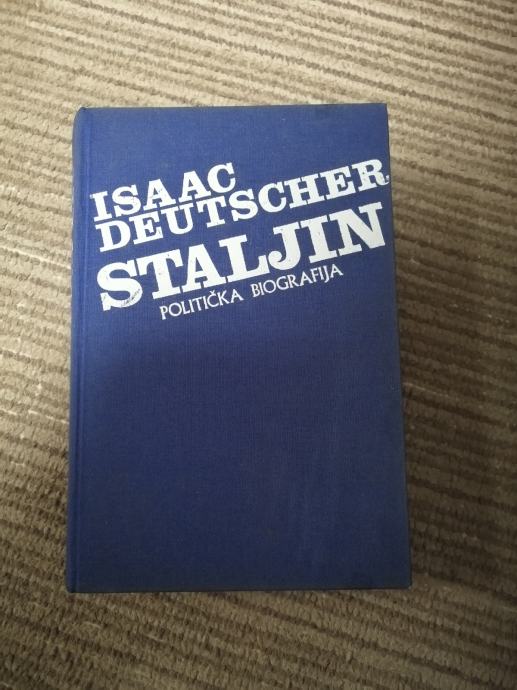 ISAAC
DEUTSCHER
STALJIN
POLITIČKA BIOGRAFIJA